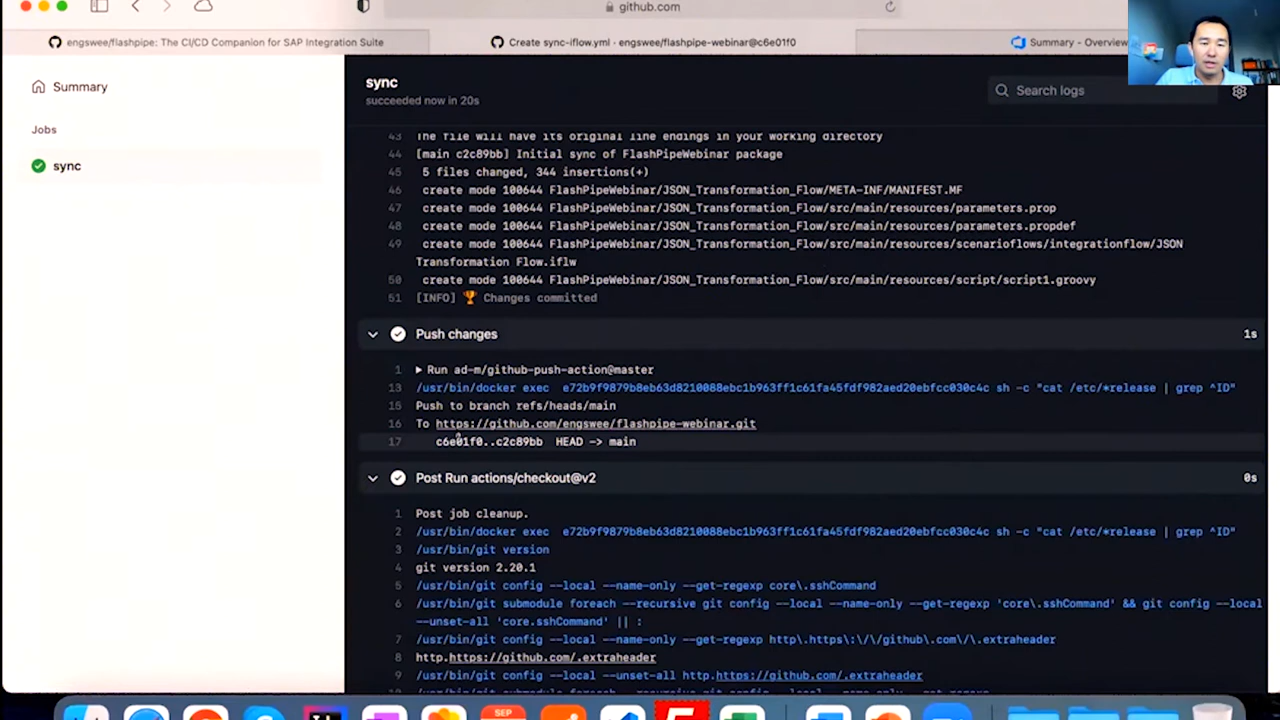 github.com
engswee/flashpipe: The CI/CD Companion for SAP Integration Suite
Create sync-iflow.yml · engswee/flashpipe-webinar@c6e01f0
Summary - Overview
Summary
Jobs
sync
sync
succeeded now in 20s
Search logs
43 The file will have its original line endings in your working directory
44 [main c2c89bb] Initial sync of FlashPipeWebinar package
45 5 files changed, 344 insertions(+)
46 create mode 100644 FlashPipeWebinar/JSON_Transformation_Flow/META-INF/MANIFEST.MF
47 create mode 100644 FlashPipeWebinar/JSON_Transformation_Flow/src/main/resources/parameters.prop
48 create mode 100644 FlashPipeWebinar/JSON_Transformation_Flow/src/main/resources/parameters.propdef
49 create mode 100644 FlashPipeWebinar/JSON_Transformation_Flow/src/main/resources/scenarioflows/integrationflow/JSON
Transformation Flow.iflw
50 create mode 100644 FlashPipeWebinar/JSON_Transformation_Flow/src/main/resources/script/script1.groovy
51 [INFO] 🏆 Changes committed
Push changes 1s
1 ▶ Run ad-m/github-push-action@master
13 /usr/bin/docker exec e72b9f9879b8eb63d8210088ebc1b963ff1c61fa45fdf982aed20ebfcc030c4c sh -c "cat /etc/*release | grep ^ID"
15 Push to branch refs/heads/main
16 To https://github.com/engswee/flashpipe-webinar.git
17 c6e01f0..c2c89bb HEAD -> main
Post Run actions/checkout@v2 0s
1 Post job cleanup.
2 /usr/bin/docker exec e72b9f9879b8eb63d8210088ebc1b963ff1c61fa45fdf982aed20ebfcc030c4c sh -c "cat /etc/*release | grep ^ID"
3 /usr/bin/git version
4 git version 2.20.1
5 /usr/bin/git config --local --name-only --get-regexp core\.sshCommand
6 /usr/bin/git submodule foreach --recursive git config --local --name-only --get-regexp 'core\.sshCommand' && git config --local
--unset-all 'core.sshCommand' || :
7 /usr/bin/git config --local --name-only --get-regexp http\.https\:\/\/github\.com\/\.extraheader
8 http.https://github.com/.extraheader
9 /usr/bin/git config --local --unset-all http.https://github.com/.extraheader
SEP